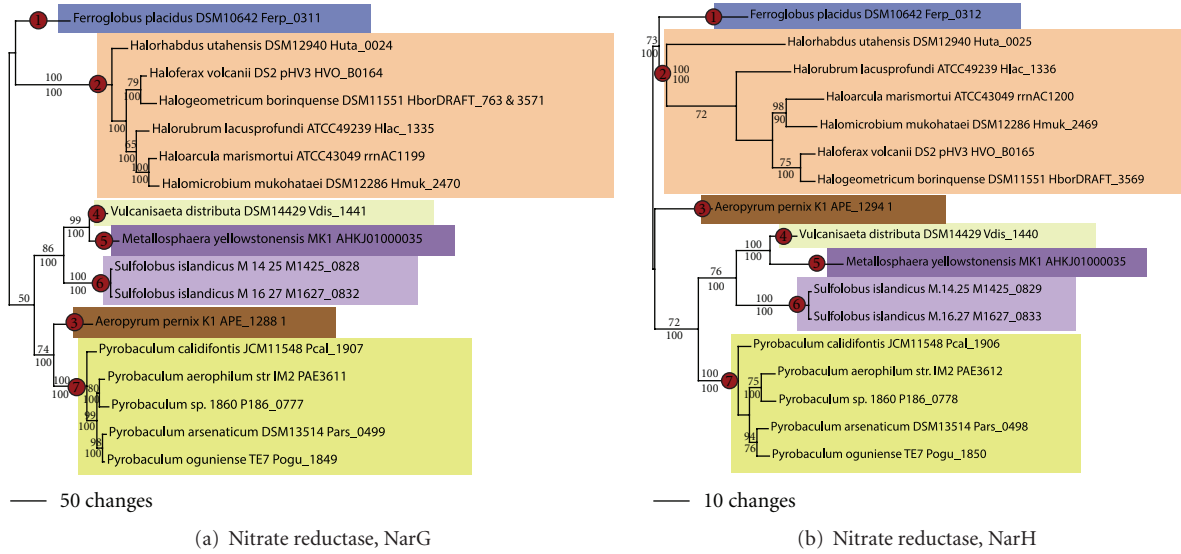 1 Ferroglobus placidus DSM10642 Ferp_0311
Halorhabdus utahensis DSM12940 Huta_0024
100
100
2
79
100
Haloferax volcanii DS2 pHV3 HVO_B0164
Halogeometricum borinquense DSM11551 HborDRAFT_763 & 3571
100
Halorubrum lacusprofundi ATCC49239 Hlac_1335
65
100
Haloarcula marismortui ATCC43049 rrnAC1199
100
100
Halomicrobium mukohataei DSM12286 Hmuk_2470
4 Vulcanisaeta distributa DSM14429 Vdis_1441
99
100
5 Metallosphaera yellowstonensis MK1 AHKJ01000035
86
100
Sulfolobus islandicus M 14 25 M1425_0828
100
100
6
Sulfolobus islandicus M 16 27 M1627_0832
50
3 Aeropyrum pernix K1 APE_1288 1
74
100
Pyrobaculum calidifontis JCM11548 Pcal_1907
100
100
7
Pyrobaculum aerophilum str IM2 PAE3611
80
100
Pyrobaculum sp. 1860 P186_0777
99
100
Pyrobaculum arsenaticum DSM13514 Pars_0499
98
100
Pyrobaculum oguniense TE7 Pogu_1849
50 changes
(a) Nitrate reductase, NarG
1 Ferroglobus placidus DSM10642 Ferp_0312
73
100
Halorhabdus utahensis DSM12940 Huta_0025
2
100
100
Halorubrum lacusprofundi ATCC49239 Hlac_1336
72
Haloarcula marismortui ATCC43049 rrnAC1200
98
90
Halomicrobium mukohataei DSM12286 Hmuk_2469
Haloferax volcanii DS2 pHV3 HVO_B0165
75
100
Halogeometricum borinquense DSM11551 HborDRAFT_3569
3 Aeropyrum pernix K1 APE_1294 1
4 Vulcanisaeta distributa DSM14429 Vdis_1440
100
100
5 Metallosphaera yellowstonensis MK1 AHKJ01000035
76
100
Sulfolobus islandicus M.14.25 M1425_0829
100
100
6
Sulfolobus islandicus M.16.27 M1627_0833
72
100
Pyrobaculum calidifontis JCM11548 Pcal_1906
100
100
7
Pyrobaculum aerophilum str. IM2 PAE3612
75
100
Pyrobaculum sp. 1860 P186_0778
Pyrobaculum arsenaticum DSM13514 Pars_0498
94
76
Pyrobaculum oguniense TE7 Pogu_1850
10 changes
(b) Nitrate reductase, NarH